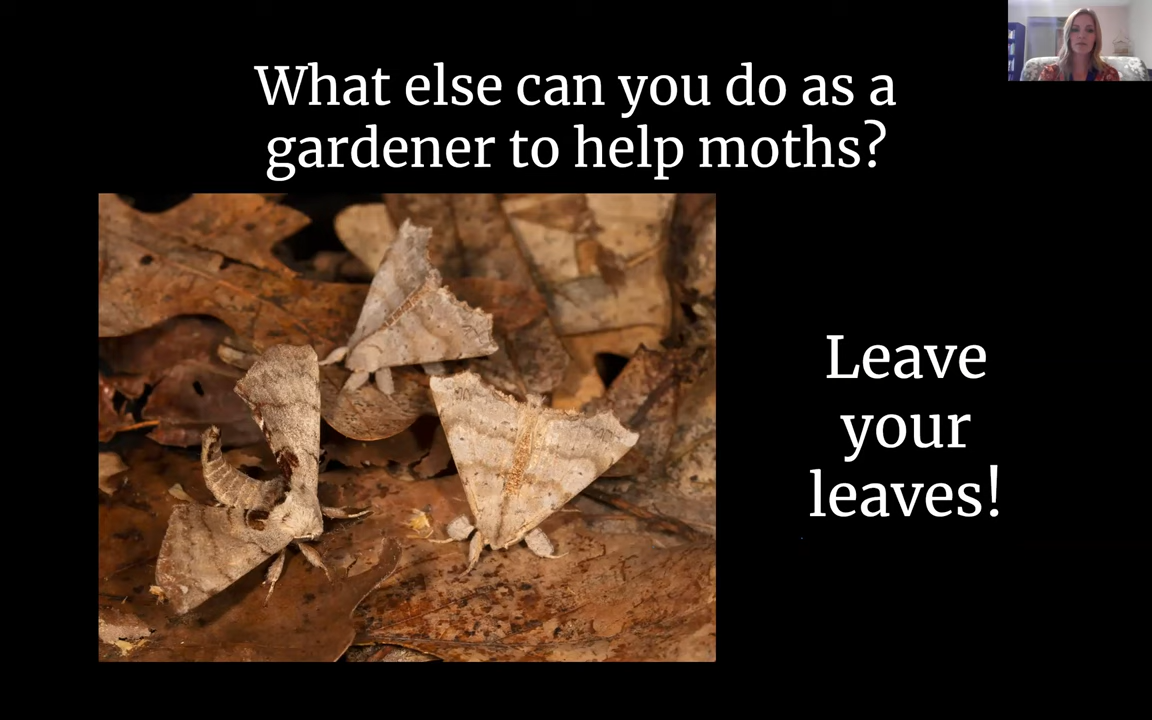 What else can you do as a
gardener to help moths?
Leave
your
leaves!